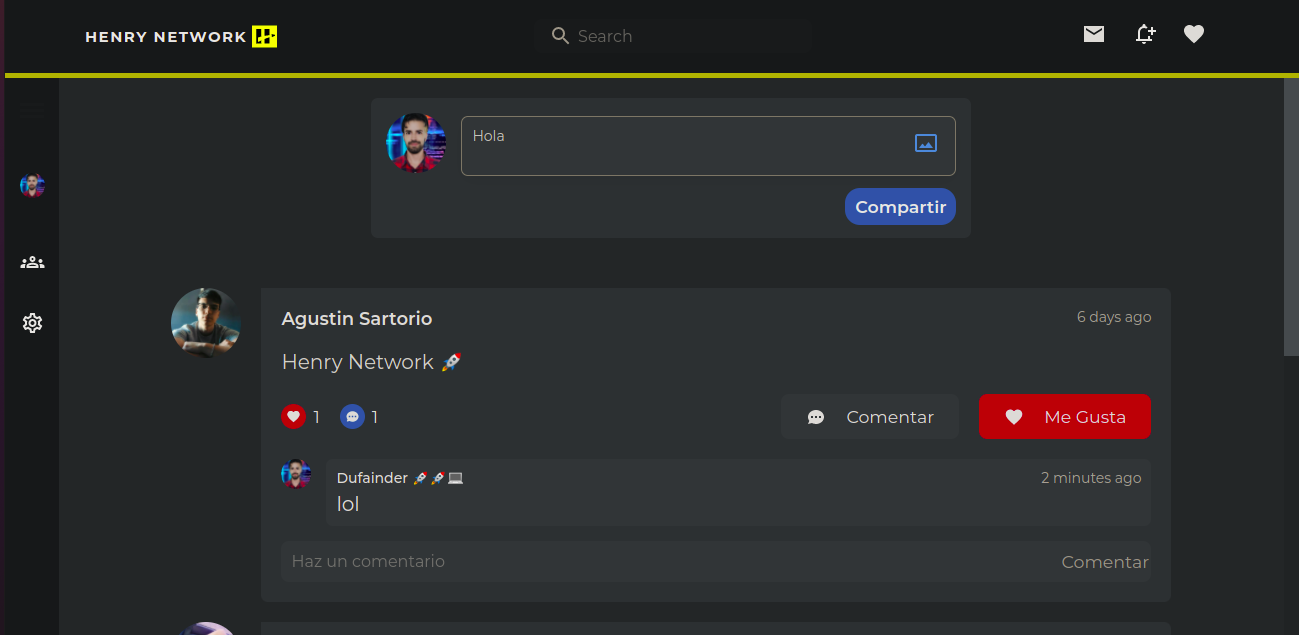 HENRY NETWORK
Search
Hola
Compartir
Agustin Sartorio
6 days ago
Henry Network 🚀
1
1
Comentar
Me Gusta
Dufainder 🚀🚀💻
2 minutes ago
lol
Haz un comentario
Comentar